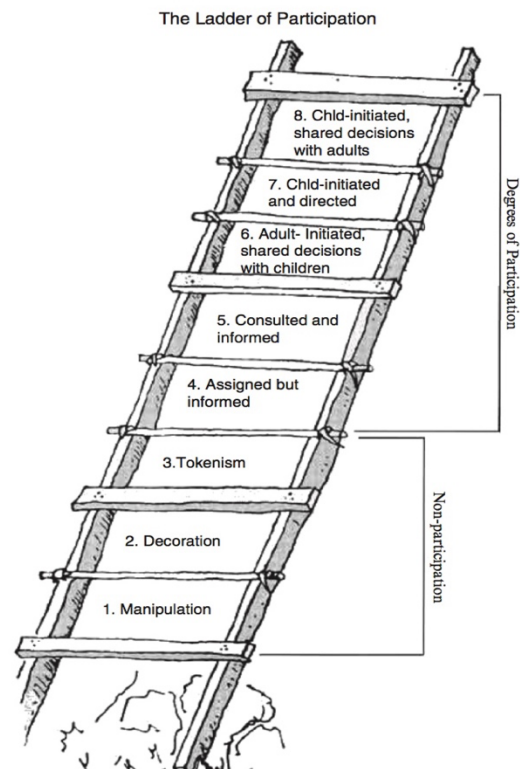 The Ladder of Participation
8. Chld-initiated,
shared decisions
with adults
7. Chld-initiated
and directed
6. Adult- Initiated,
shared decisions
with children
5. Consulted and
informed
4. Assigned but
informed
3.Tokenism
2. Decoration
1. Manipulation
Degrees of Participation
Non-participation